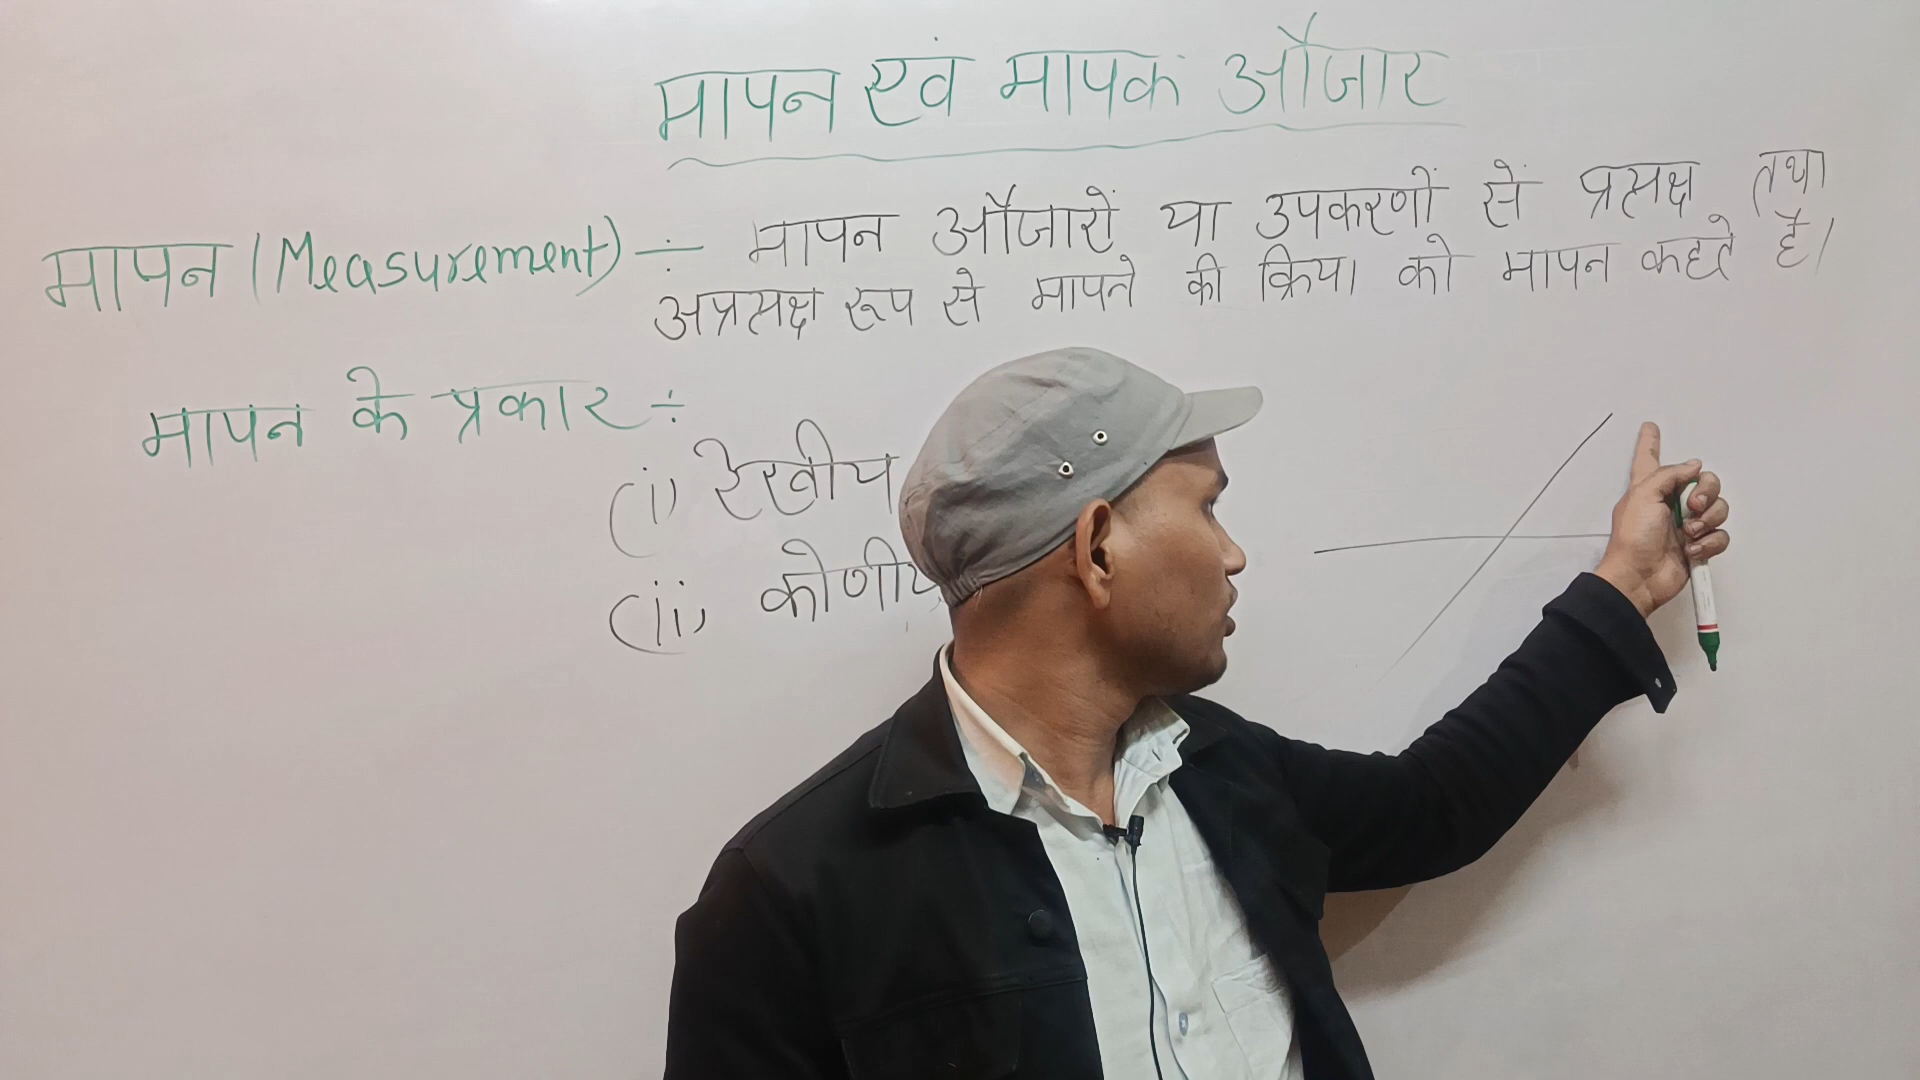 मापन एवं मापक औजार
मापन (Measurement) ÷ मापन औजारों या उपकरणों से प्रत्यक्ष तथा
अप्रत्यक्ष रूप से मापने की क्रिया को मापन कहते है।
मापन के प्रकार ÷
(i) रेखीय
(ii) कोणीय